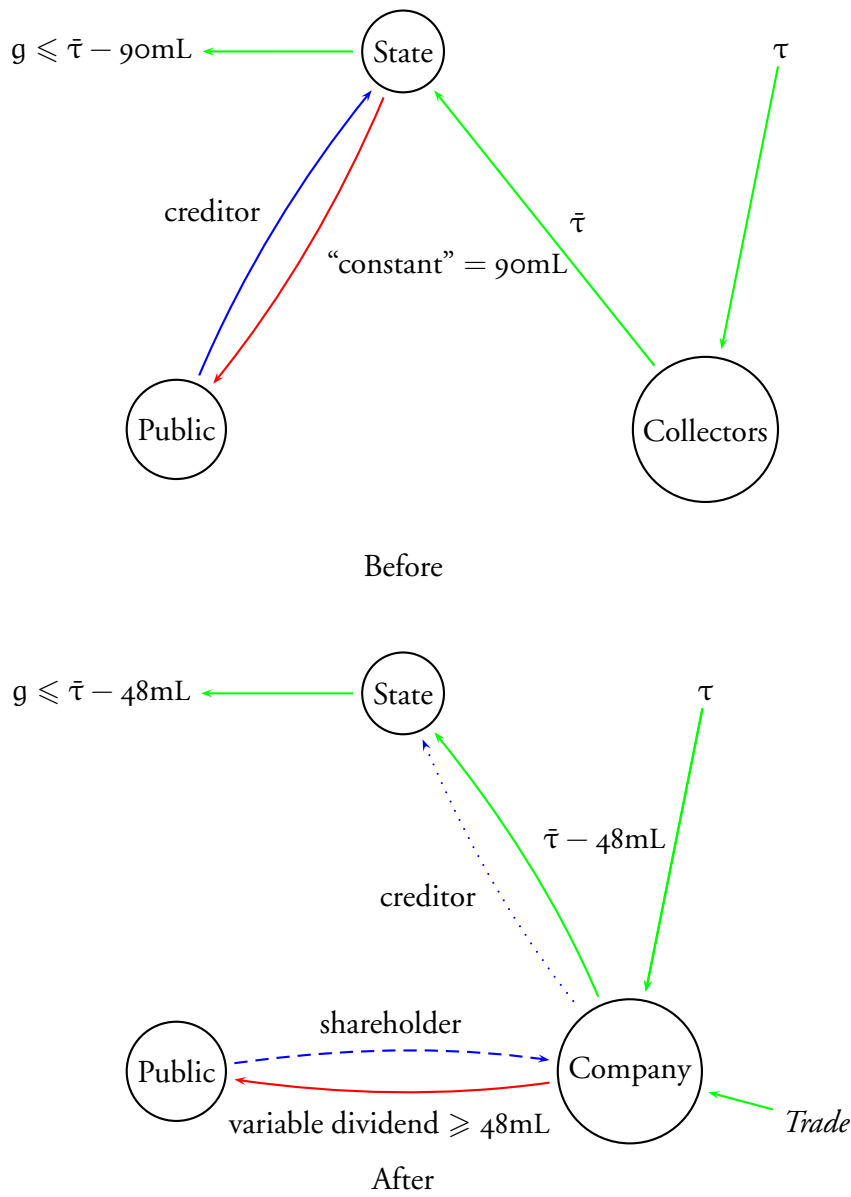 g ⩽ τ̄ − 90mL
State
τ
creditor
τ̄
“constant” = 90mL
Public
Collectors
Before
g ⩽ τ̄ − 48mL
State
τ
τ̄ − 48mL
creditor
shareholder
Public
Company
variable dividend ⩾ 48mL
Trade
After